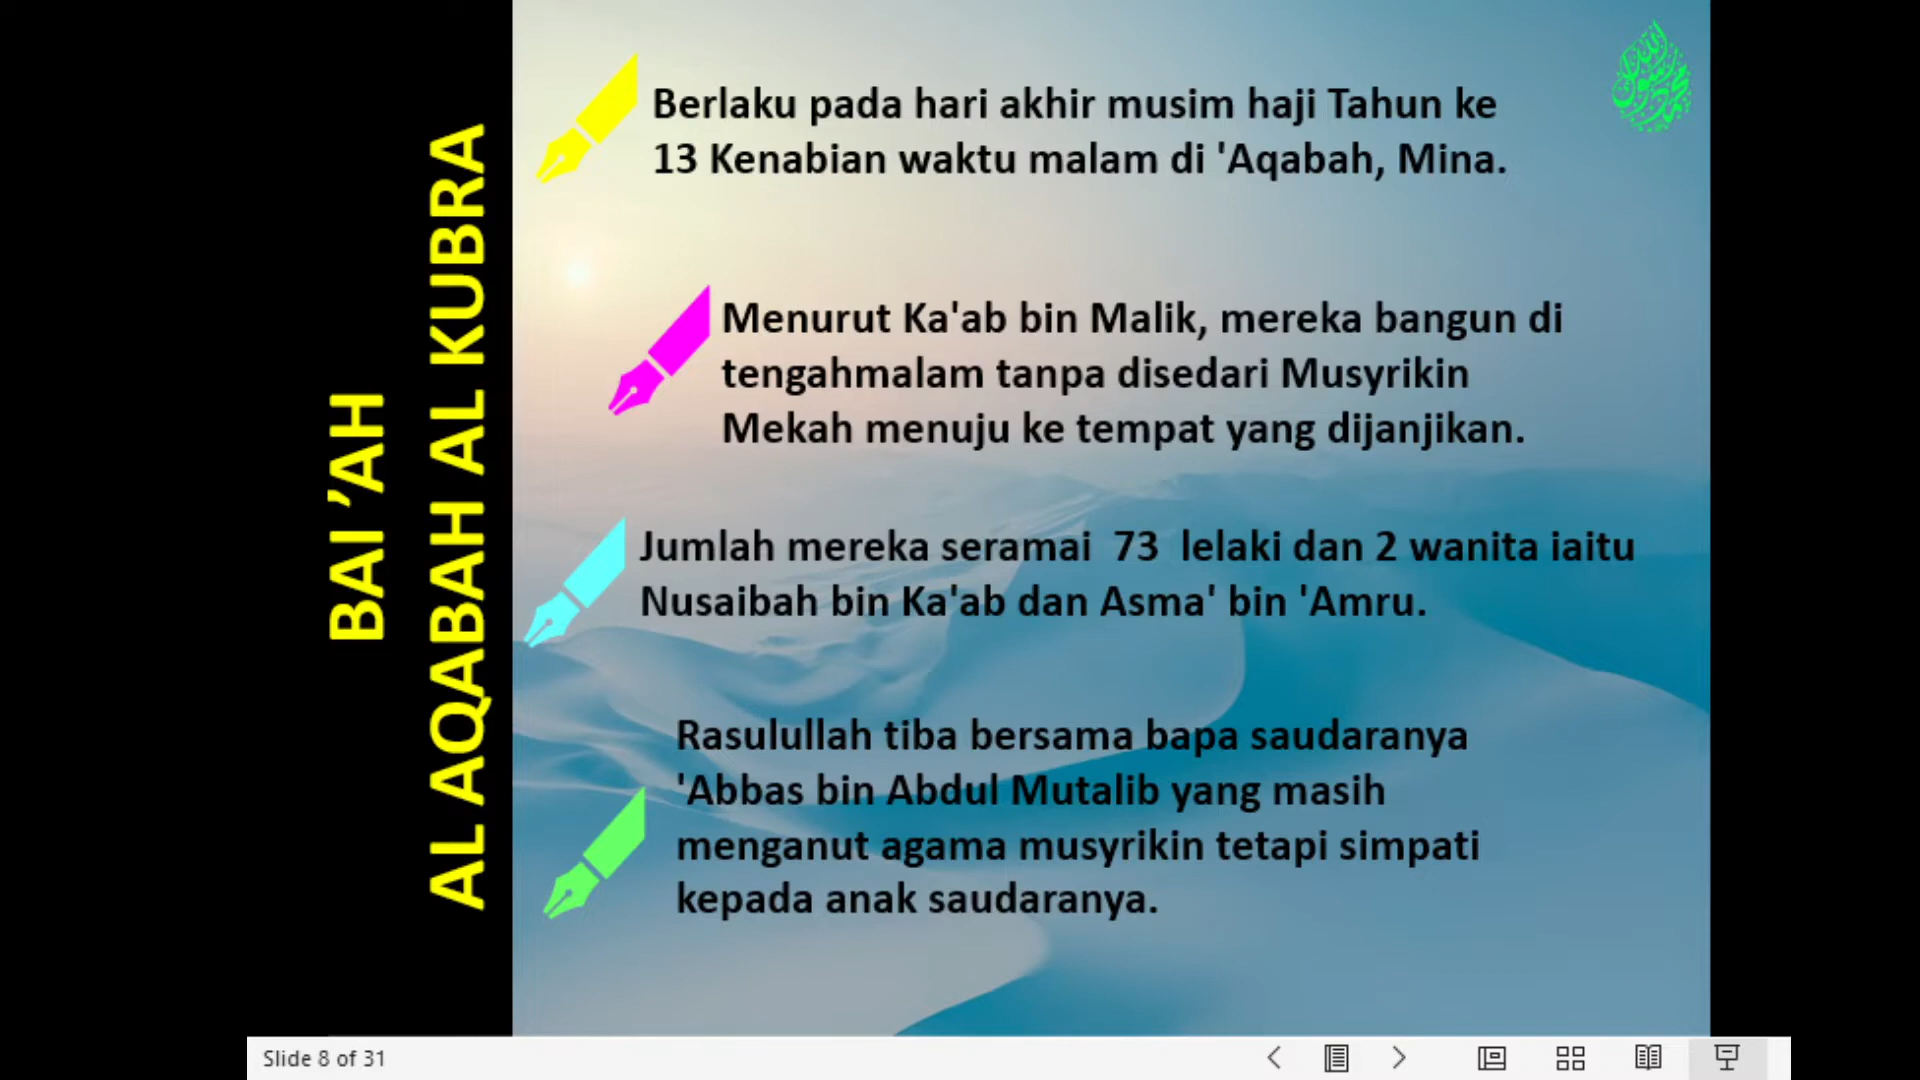 BAI ’AH
AL AQABAH AL KUBRA
Berlaku pada hari akhir musim haji Tahun ke
13 Kenabian waktu malam di 'Aqabah, Mina.
Menurut Ka'ab bin Malik, mereka bangun di
tengahmalam tanpa disedari Musyrikin
Mekah menuju ke tempat yang dijanjikan.
Jumlah mereka seramai 73 lelaki dan 2 wanita iaitu
Nusaibah bin Ka'ab dan Asma' bin 'Amru.
Rasulullah tiba bersama bapa saudaranya
'Abbas bin Abdul Mutalib yang masih
menganut agama musyrikin tetapi simpati
kepada anak saudaranya.
Slide 8 of 31